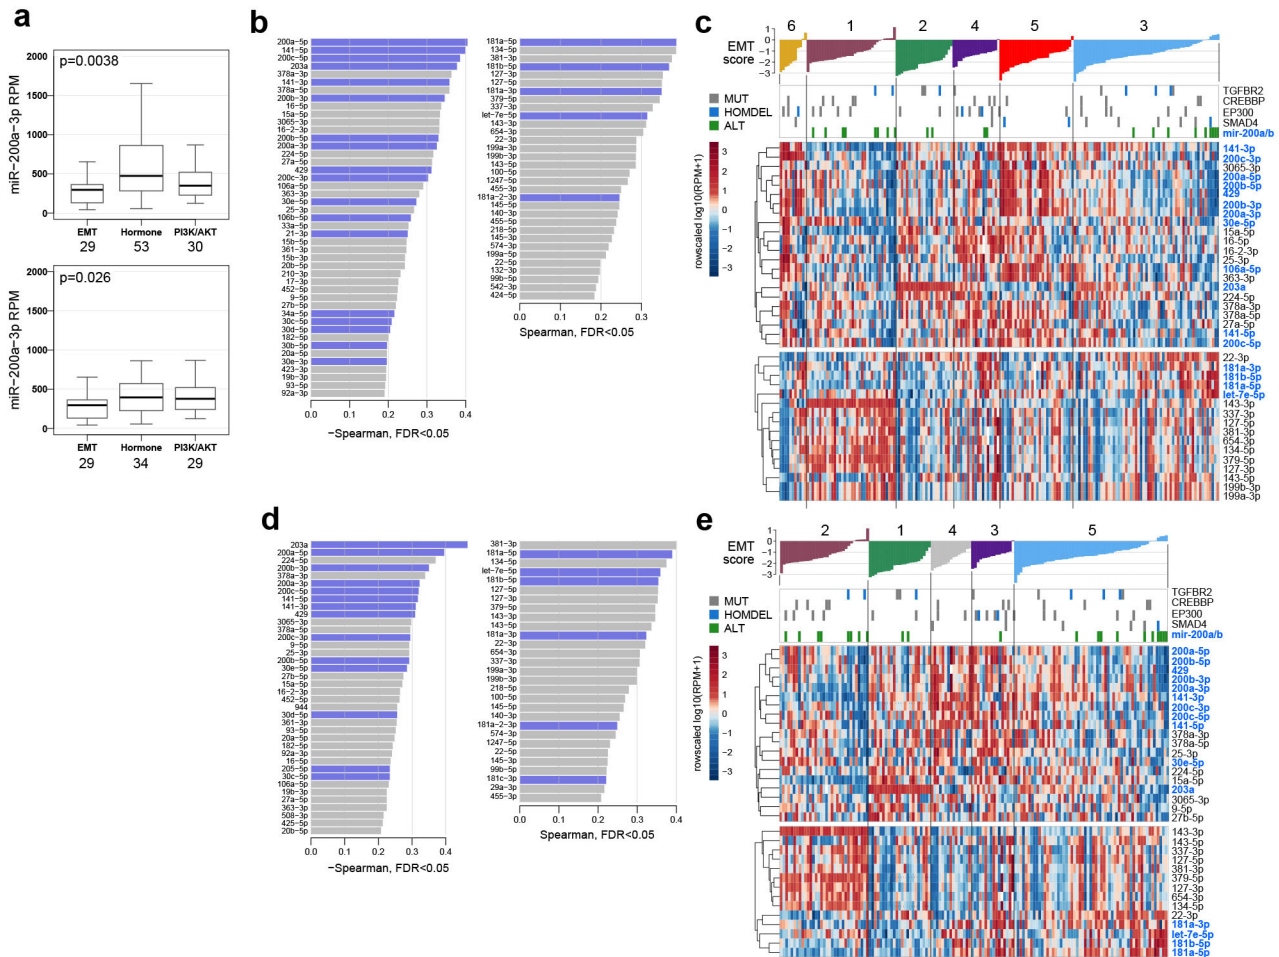 a
miR−200a−3p RPM
2000
1500
1000
500
0
p=0.0038
EMT Hormone PI3K/AKT
29 53 30
miR−200a−3p RPM
2000
1500
1000
500
0
p=0.026
EMT Hormone PI3K/AKT
29 34 29
b
200a−5p
141−5p
200c−5p
203a
378a−3p
141−3p
378a−5p
200b−3p
16−5p
15a−5p
3065−3p
16−2−3p
200b−5p
200a−3p
224−5p
27a−5p
429
200c−3p
106a−5p
363−3p
30e−5p
25−3p
106b−5p
33a−5p
21−3p
15b−5p
361−3p
15b−3p
20b−5p
210−3p
17−3p
452−5p
9−5p
27b−5p
34a−5p
30c−5p
30d−5p
182−5p
30b−5p
20a−5p
30e−3p
423−3p
19b−3p
93−5p
92a−3p
0.0 0.1 0.2 0.3 0.4
−Spearman, FDR<0.05
181a−5p
134−5p
381−3p
181b−5p
127−3p
127−5p
181a−3p
379−5p
337−3p
let−7e−5p
143−3p
654−3p
22−3p
199a−3p
199b−3p
143−5p
100−5p
1247−5p
455−3p
181a−2−3p
145−5p
140−3p
455−5p
218−5p
145−3p
574−3p
199a−5p
22−5p
132−3p
99b−5p
542−3p
424−5p
0.0 0.1 0.2 0.3
Spearman, FDR<0.05
c
6 1 2 4 5 3
EMT
score
1
0
−1
−2
−3
MUT
HOMDEL
ALT
TGFBR2
CREBBP
EP300
SMAD4
mir-200a/b
rowscaled log10(RPM+1)
3
2
1
0
−1
−2
−3
141−3p
200c−3p
3065−3p
200a−5p
200b−5p
429
200b−3p
200a−3p
30e−5p
15a−5p
16−5p
16−2−3p
25−3p
106a−5p
363−3p
203a
224−5p
378a−3p
378a−5p
27a−5p
141−5p
200c−5p
22−3p
181a−3p
181b−5p
181a−5p
let−7e−5p
143−3p
337−3p
127−5p
381−3p
654−3p
134−5p
379−5p
127−3p
143−5p
199b−3p
199a−3p
d
203a
200a−5p
224−5p
200b−3p
378a−3p
200a−3p
200c−5p
141−5p
141−3p
429
3065−3p
378a−5p
200c−3p
9−5p
25−3p
200b−5p
30e−5p
27b−5p
15a−5p
16−2−3p
452−5p
944
30d−5p
361−3p
93−5p
20a−5p
182−5p
92a−3p
16−5p
205−5p
30c−5p
106a−5p
19b−3p
27a−5p
363−3p
508−3p
425−5p
20b−5p
0.0 0.1 0.2 0.3 0.4
−Spearman, FDR<0.05
381−3p
181a−5p
134−5p
let−7e−5p
181b−5p
127−5p
127−3p
379−5p
143−3p
143−5p
181a−3p
22−3p
654−3p
337−3p
199a−3p
199b−3p
218−5p
100−5p
145−5p
140−3p
181a−2−3p
574−3p
1247−5p
22−5p
145−3p
99b−5p
181c−3p
29a−3p
455−3p
0.0 0.1 0.2 0.3 0.4
Spearman, FDR<0.05
e
2 1 4 3 5
EMT
score
1
0
−1
−2
−3
MUT
HOMDEL
ALT
TGFBR2
CREBBP
EP300
SMAD4
mir-200a/b
rowscaled log10(RPM+1)
3
2
1
0
−1
−2
−3
200a−5p
200b−5p
429
200b−3p
200a−3p
141−3p
200c−3p
200c−5p
141−5p
378a−3p
378a−5p
25−3p
30e−5p
224−5p
15a−5p
203a
3065−3p
9−5p
27b−5p
143−3p
143−5p
337−3p
127−5p
381−3p
379−5p
127−3p
654−3p
134−5p
22−3p
181a−3p
let−7e−5p
181b−5p
181a−5p